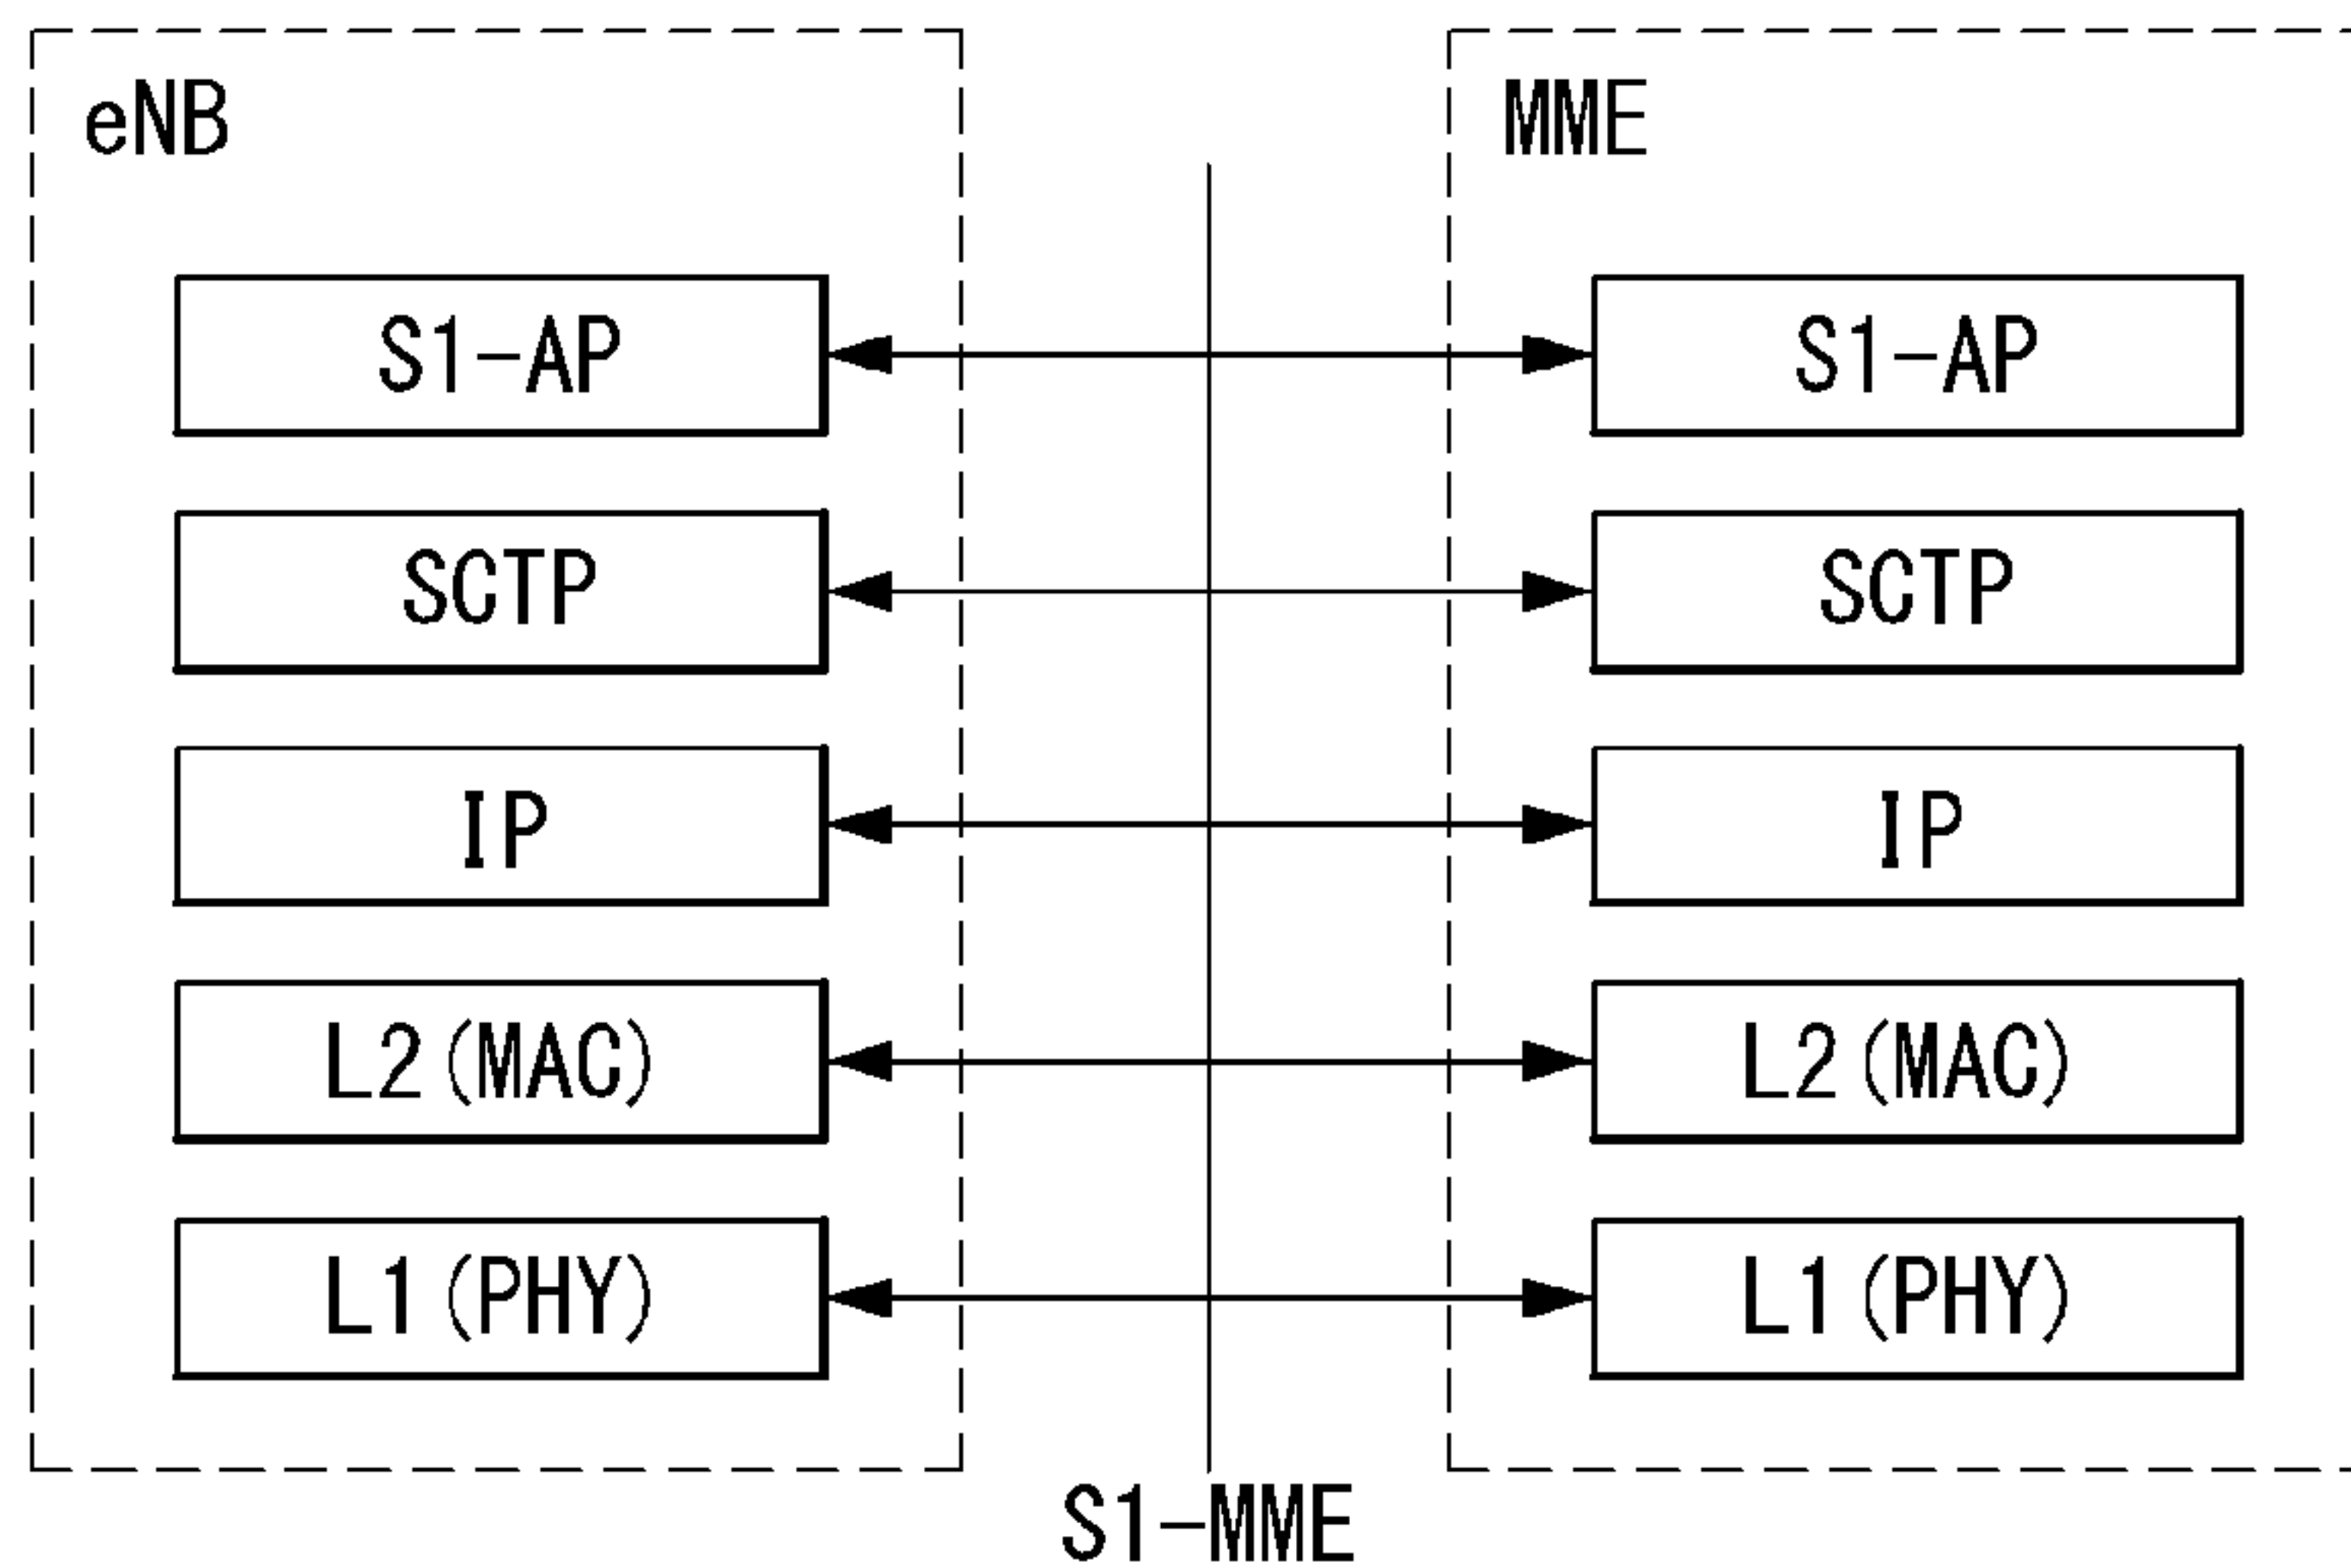 eNB
MME
S1-AP
S1-AP
SCTP
SCTP
IP
IP
L2(MAC)
L2(MAC)
L1(PHY)
L1(PHY)
S1-MME